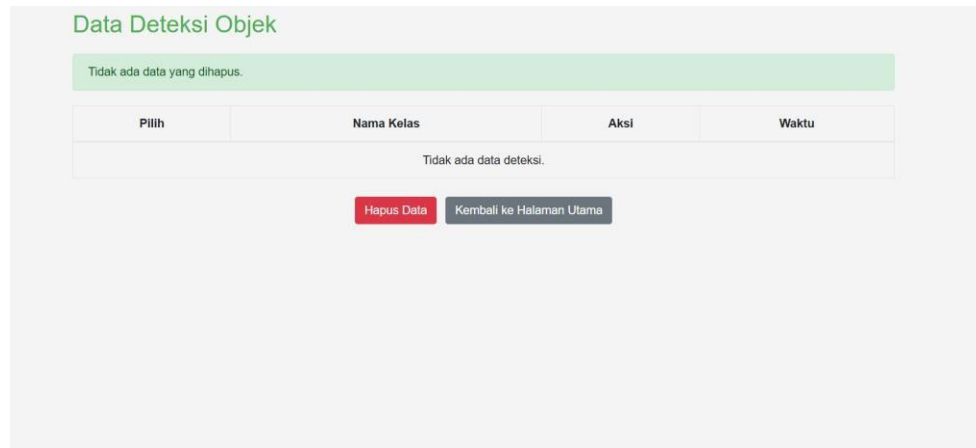 Data Deteksi Objek
Tidak ada data yang dihapus.
Pilih Nama Kelas Aksi Waktu
Tidak ada data deteksi.
Hapus Data Kembali ke Halaman Utama